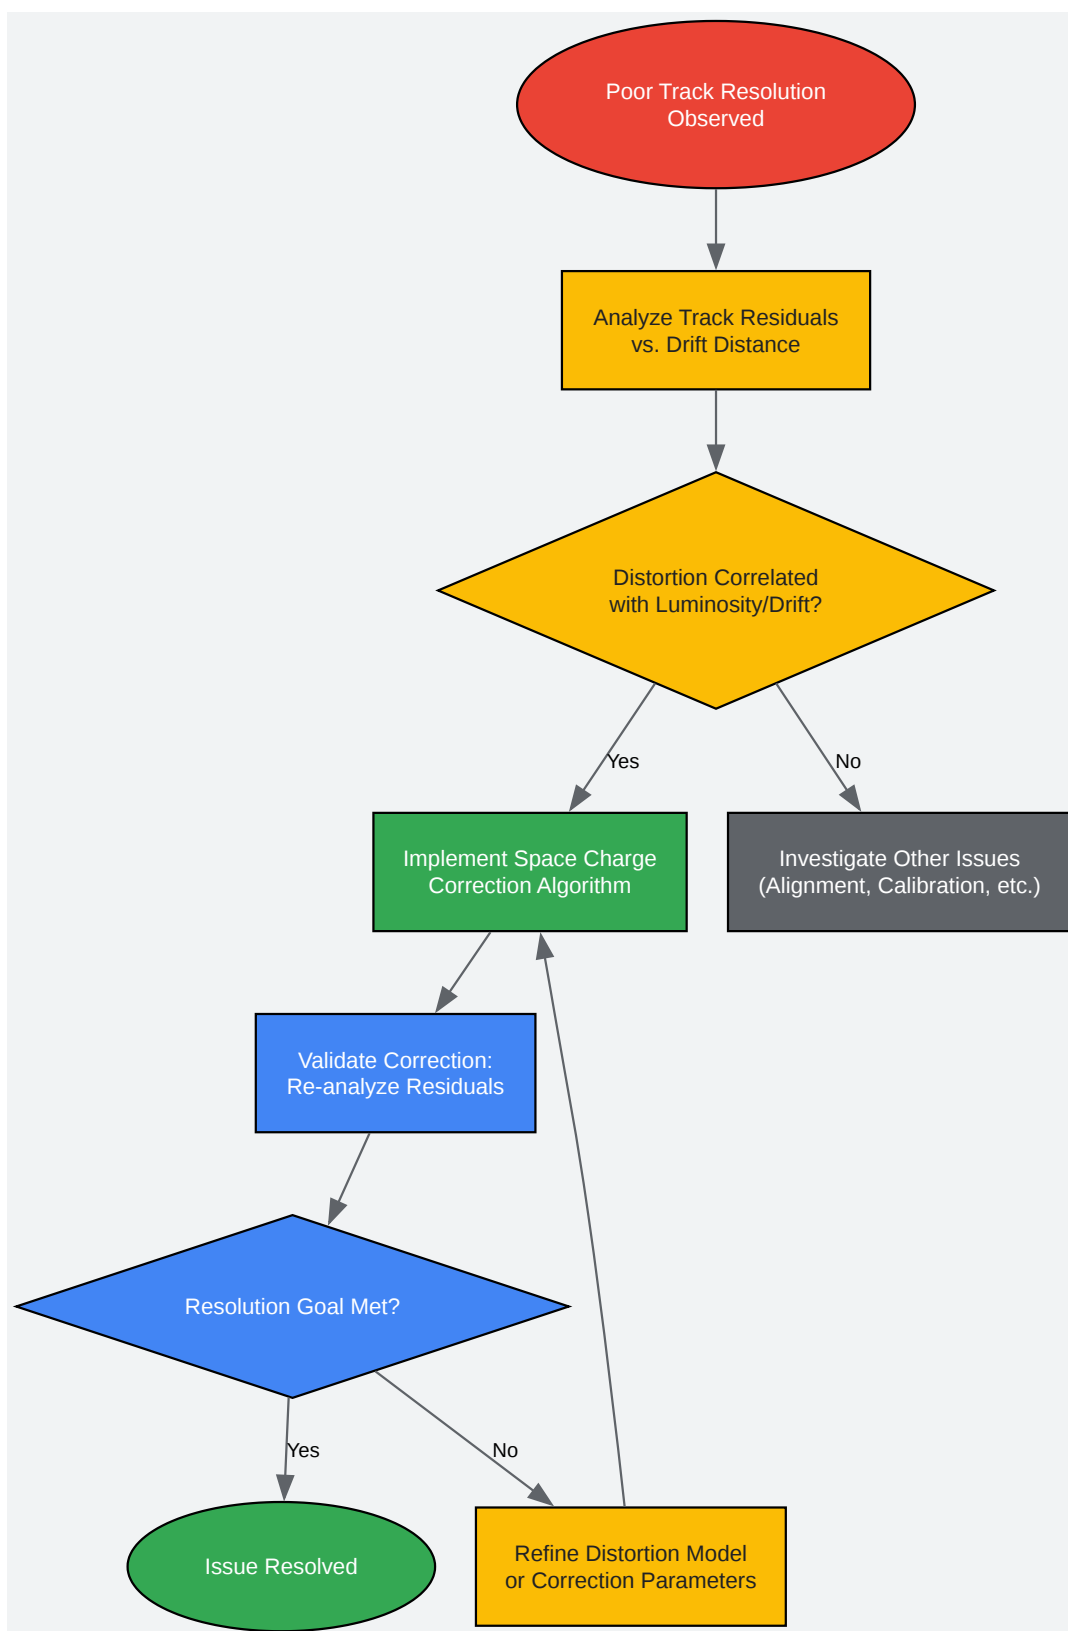 Poor Track Resolution
Observed
Analyze Track Residuals
vs. Drift Distance
Distortion Correlated
with Luminosity/Drift?
Yes
No
Implement Space Charge
Correction Algorithm
Investigate Other Issues
(Alignment, Calibration, etc.)
Validate Correction:
Re-analyze Residuals
Resolution Goal Met?
Yes
No
Issue Resolved
Refine Distortion Model
or Correction Parameters